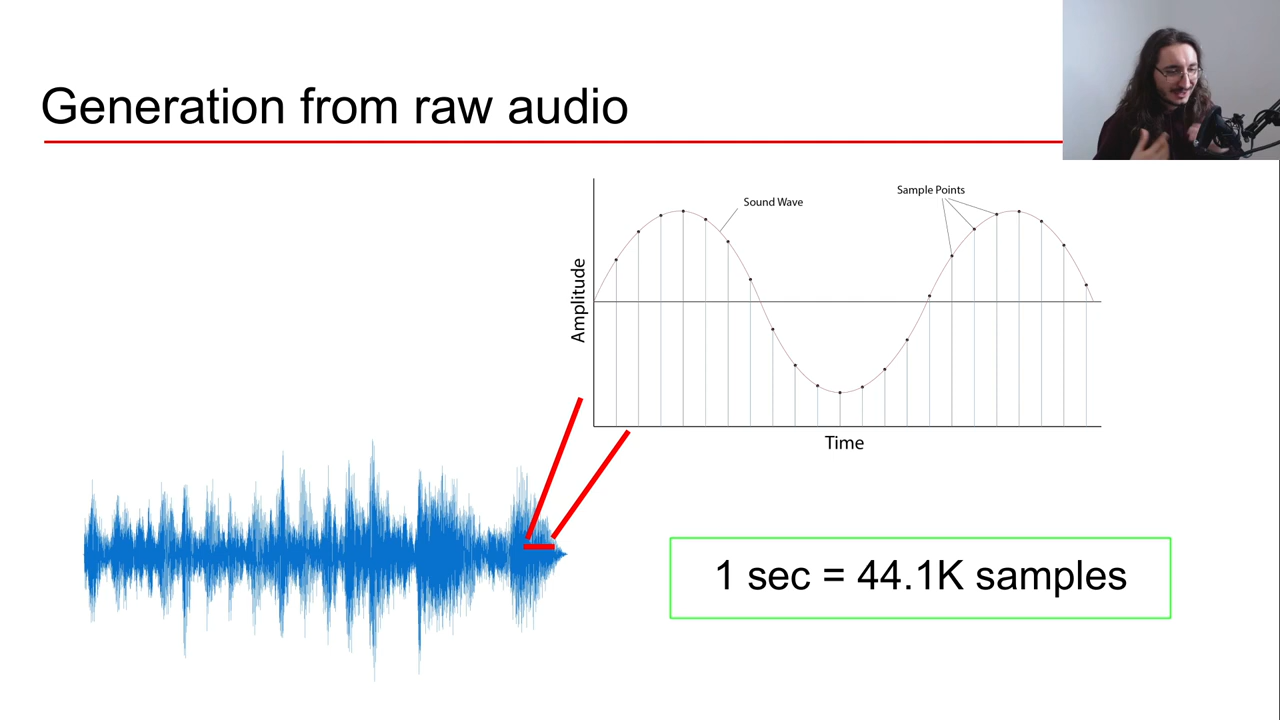 Generation from raw audio
Sound Wave
Sample Points
Amplitude
Time
1 sec = 44.1K samples